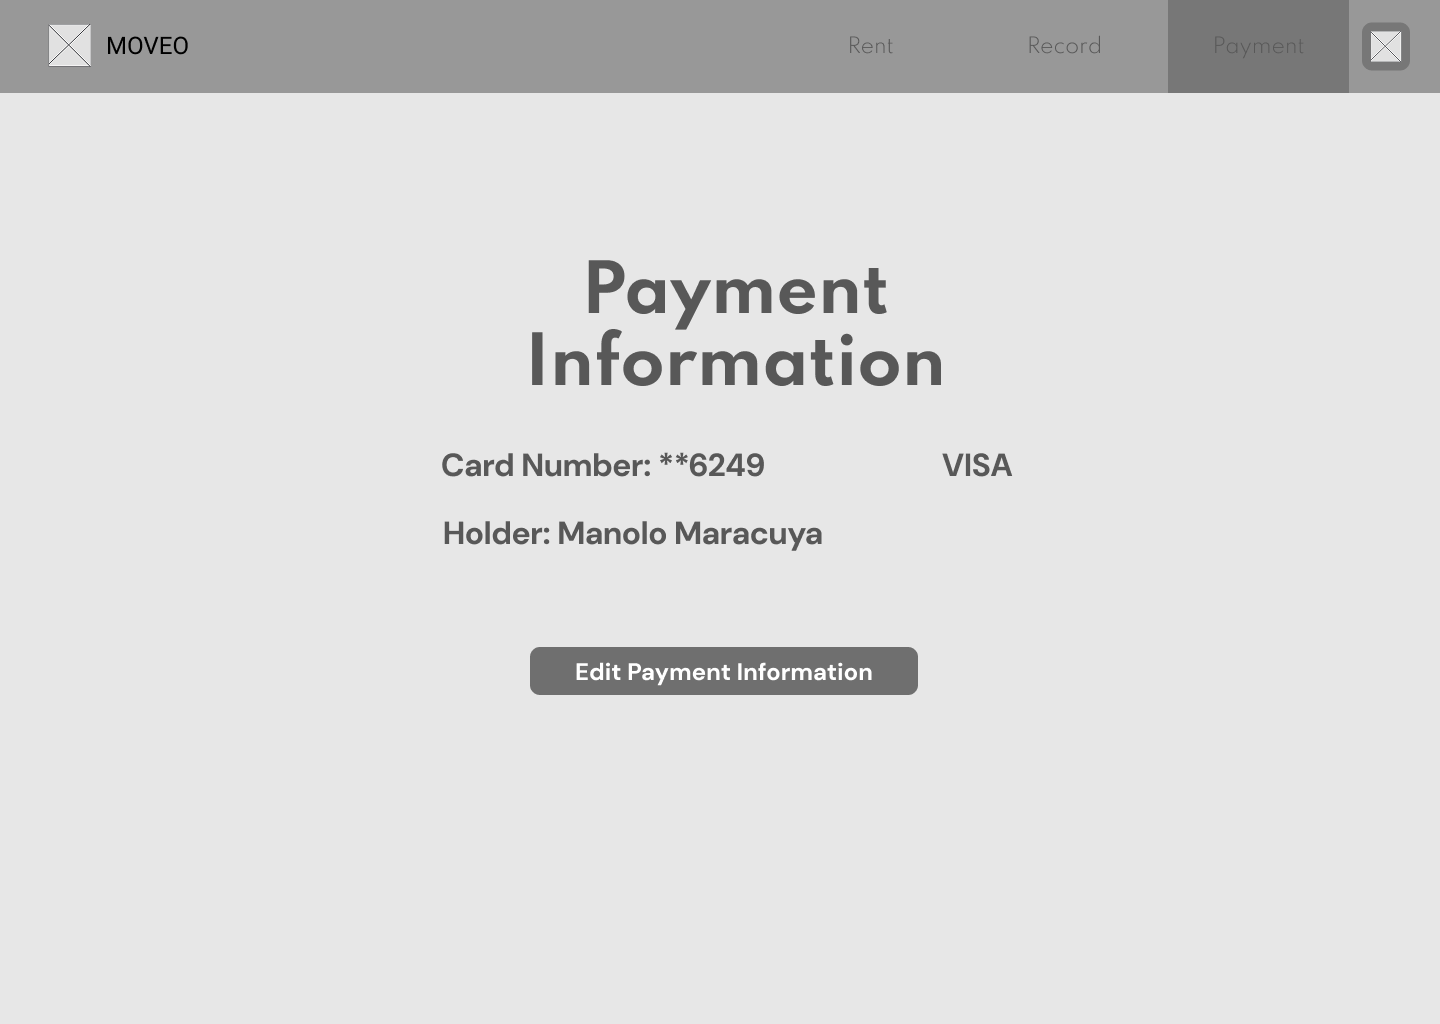 MOVEO
Rent
Record
Payment
Payment
Information
Card Number: **6249
VISA
Holder: Manolo Maracuya
Edit Payment Information